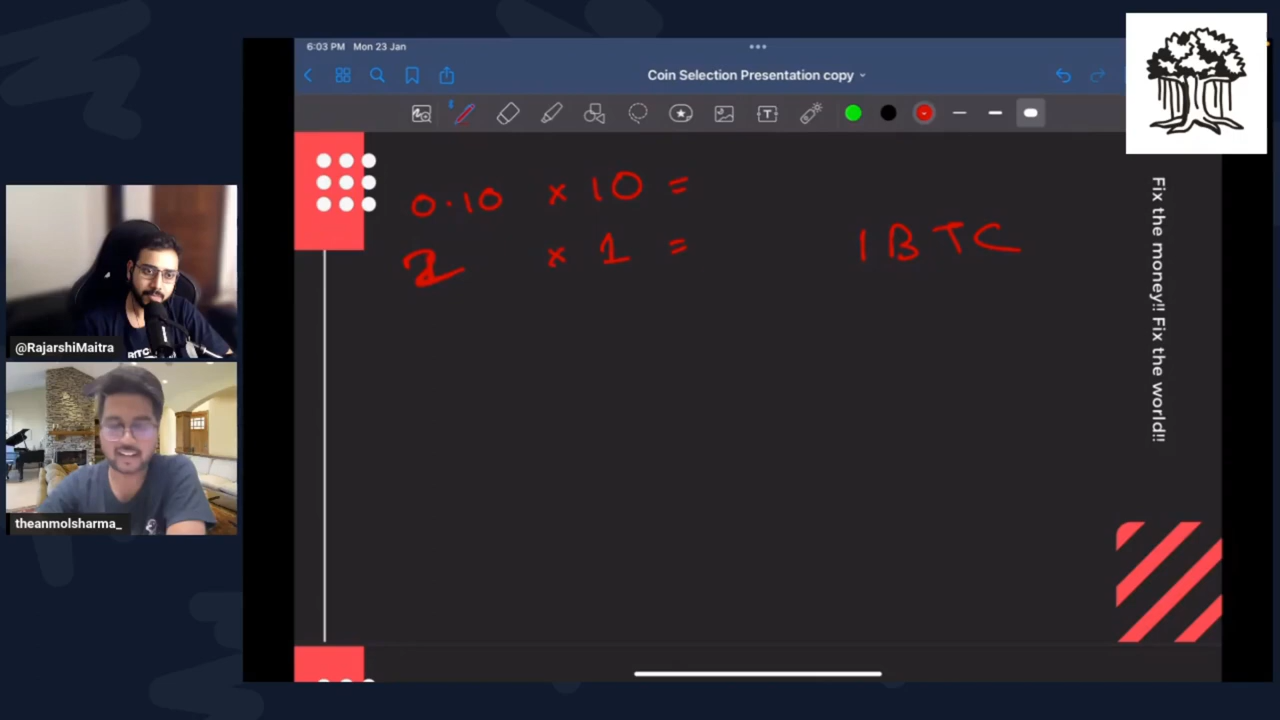 6:03 PM Mon 23 Jan
Coin Selection Presentation copy
T
0.10 x 10 =
2 x 1 =
1 BTC
Fix the money!! Fix the world!!
@RajarshiMaitra
theanmolsharma_